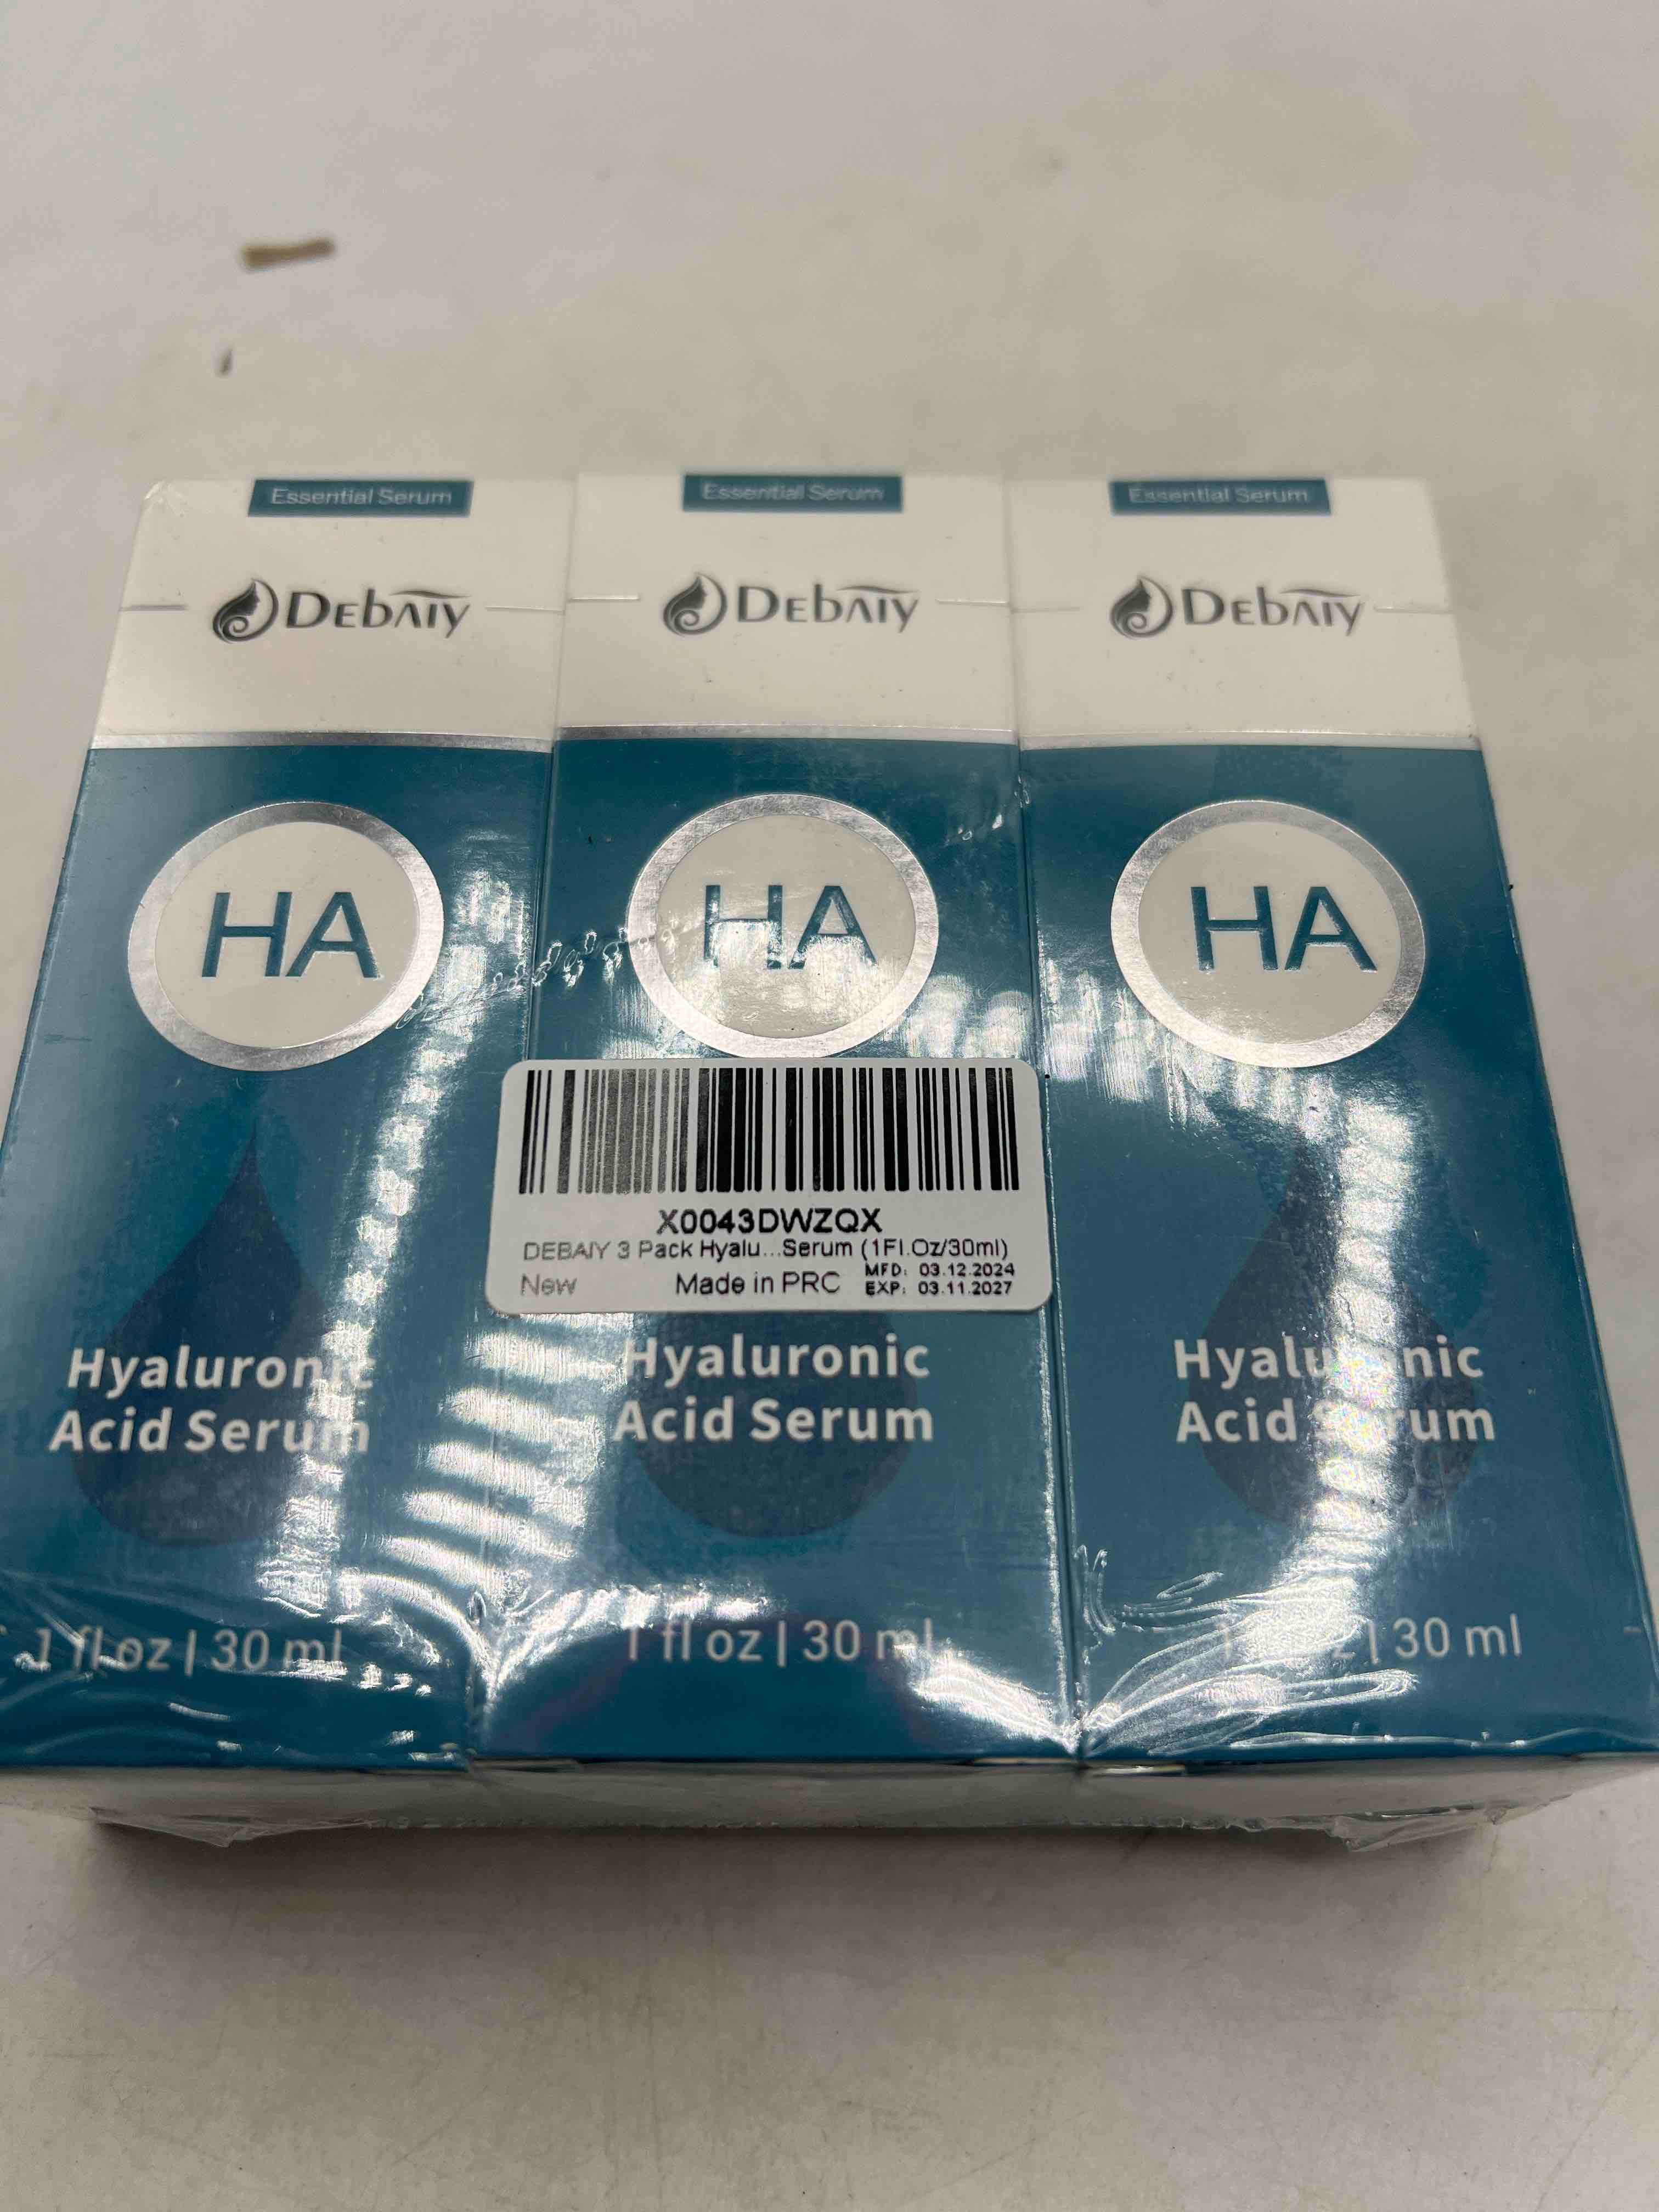 Essential Serum
Essential Serum
Essential Serum
DEBAIY
DEBAIY
DEBAIY
HA
HA
HA
X0043DWZQX
DEBAIY 3 Pack Hyalu...Serum (1Fl.Oz/30ml)
New
Made in PRC
MFD: 03.12.2024
EXP: 03.11.2027
Hyaluronic
Acid Serum
Hyaluronic
Acid Serum
Hyaluronic
Acid Serum
1 fl oz | 30 ml
1 fl oz | 30 ml
| 30 ml